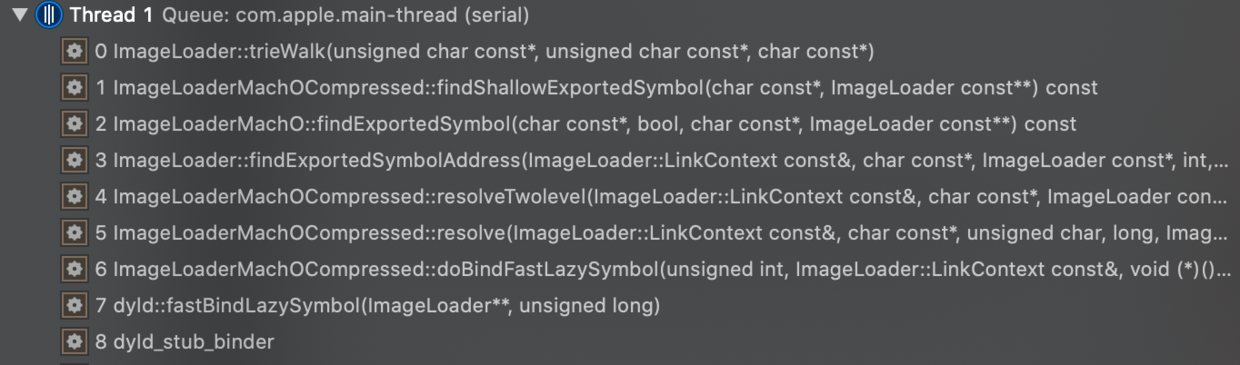 Thread 1 Queue: com.apple.main-thread (serial)
0 ImageLoader::trieWalk(unsigned char const*, unsigned char const*, char const*)
1 ImageLoaderMachOCompressed::findShallowExportedSymbol(char const*, ImageLoader const**) const
2 ImageLoaderMachO::findExportedSymbol(char const*, bool, char const*, ImageLoader const**) const
3 ImageLoader::findExportedSymbolAddress(ImageLoader::LinkContext const&, char const*, ImageLoader const*, int,...
4 ImageLoaderMachOCompressed::resolveTwolevel(ImageLoader::LinkContext const&, char const*, ImageLoader con...
5 ImageLoaderMachOCompressed::resolve(ImageLoader::LinkContext const&, char const*, unsigned char, long, Imag...
6 ImageLoaderMachOCompressed::doBindFastLazySymbol(unsigned int, ImageLoader::LinkContext const&, void (*)()...
7 dyld::fastBindLazySymbol(ImageLoader**, unsigned long)
8 dyld_stub_binder